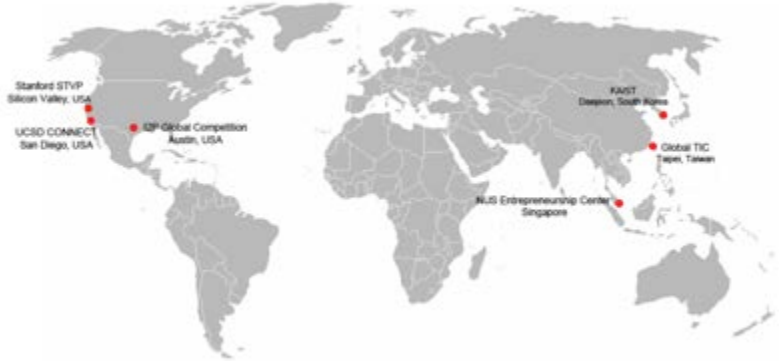 Stanford STVP
Silicon Valley, USA
UCSD CONNECT
San Diego, USA
I2P Global Competition
Austin, USA
KAIST
Daejeon, South Korea
Global TIC
Taipei, Taiwan
NUS Entrepreneurship Center
Singapore